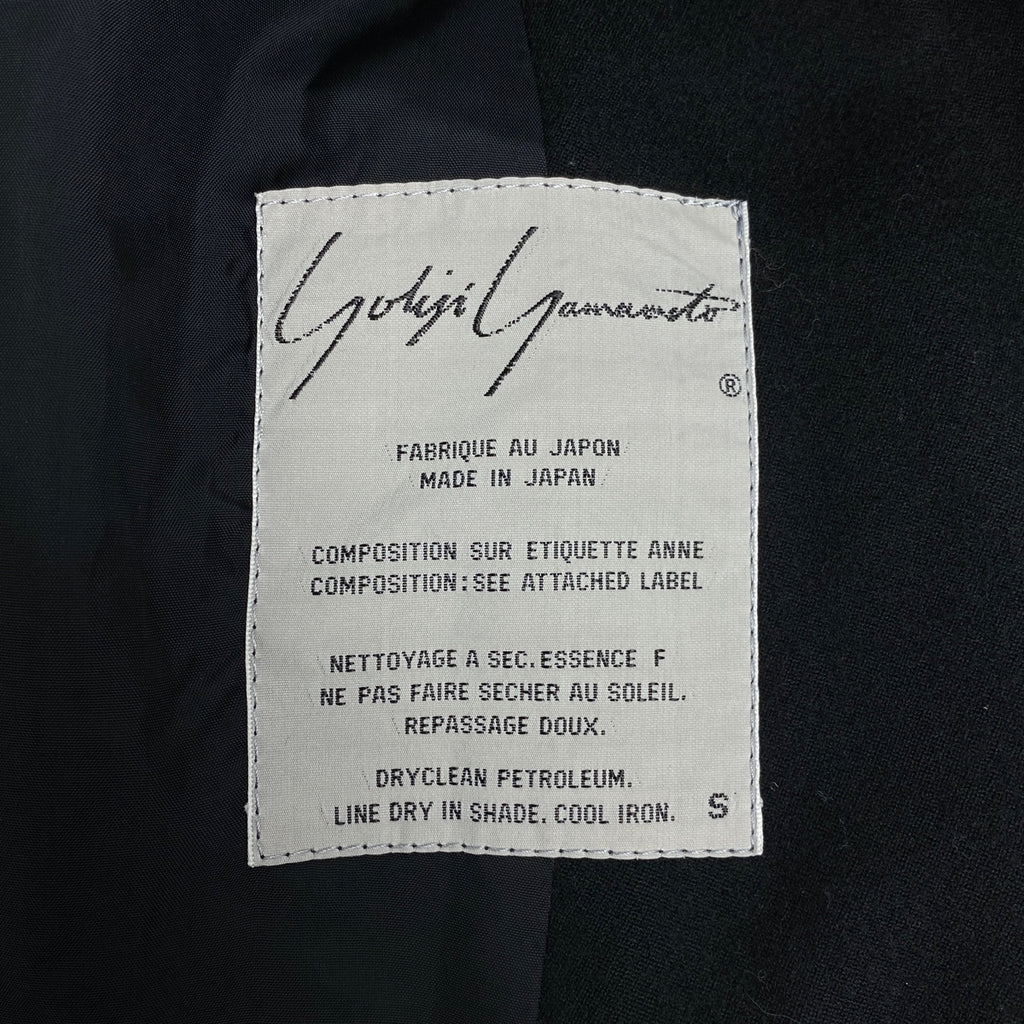 Yohji Yamamoto
®
FABRIQUE AU JAPON
MADE IN JAPAN
COMPOSITION SUR ETIQUETTE ANNE
COMPOSITION:SEE ATTACHED LABEL
NETTOYAGE A SEC. ESSENCE F
NE PAS FAIRE SECHER AU SOLEIL.
REPASSAGE DOUX.
DRYCLEAN PETROLEUM.
LINE DRY IN SHADE. COOL IRON. S